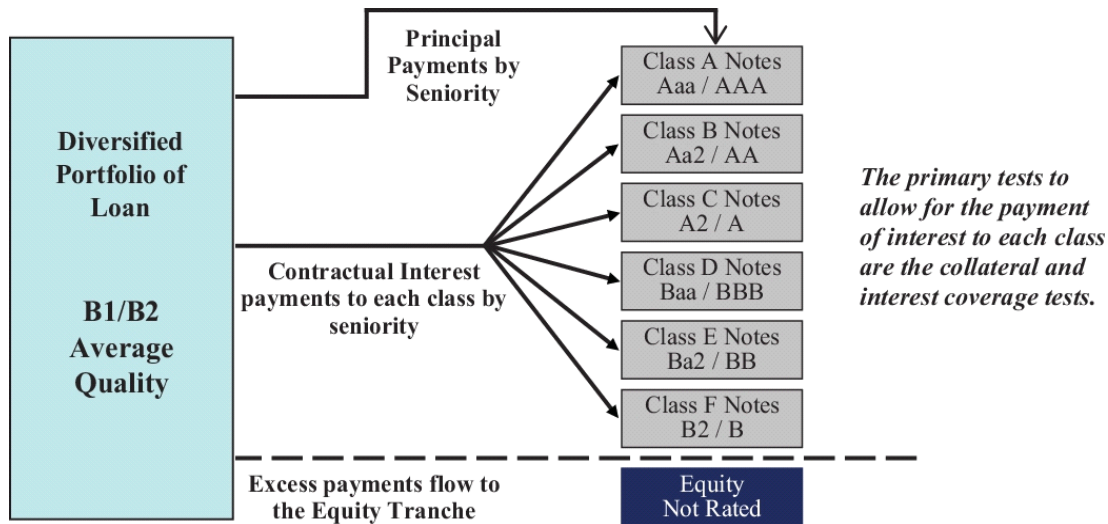 Diversified
Portfolio of
Loan
B1/B2
Average
Quality
Principal
Payments by
Seniority
Contractual Interest
payments to each class by
seniority
Excess payments flow to
the Equity Tranche
Class A Notes
Aaa / AAA
Class B Notes
Aa2 / AA
Class C Notes
A2 / A
Class D Notes
Baa / BBB
Class E Notes
Ba2 / BB
Class F Notes
B2 / B
Equity
Not Rated
The primary tests to
allow for the payment
of interest to each class
are the collateral and
interest coverage tests.